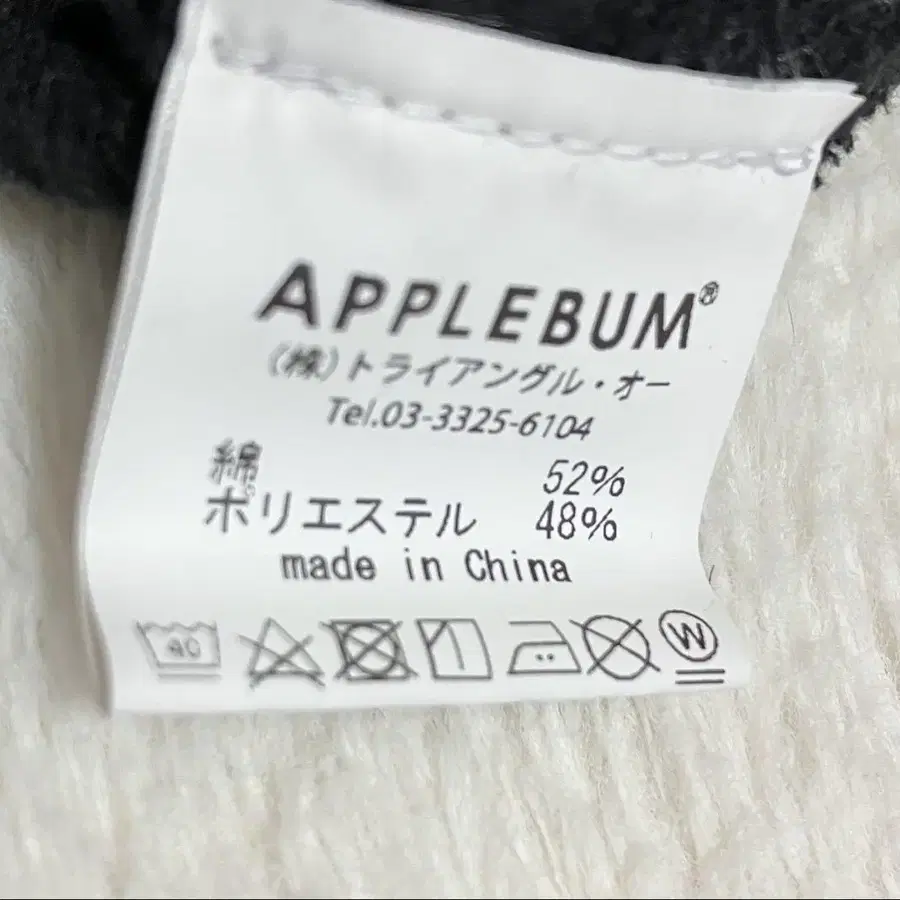 APPLEBUM®
(株)トライアングル・オー
Tel.03-3325-6104
綿 52%
ポリエステル 48%
made in China
40 W